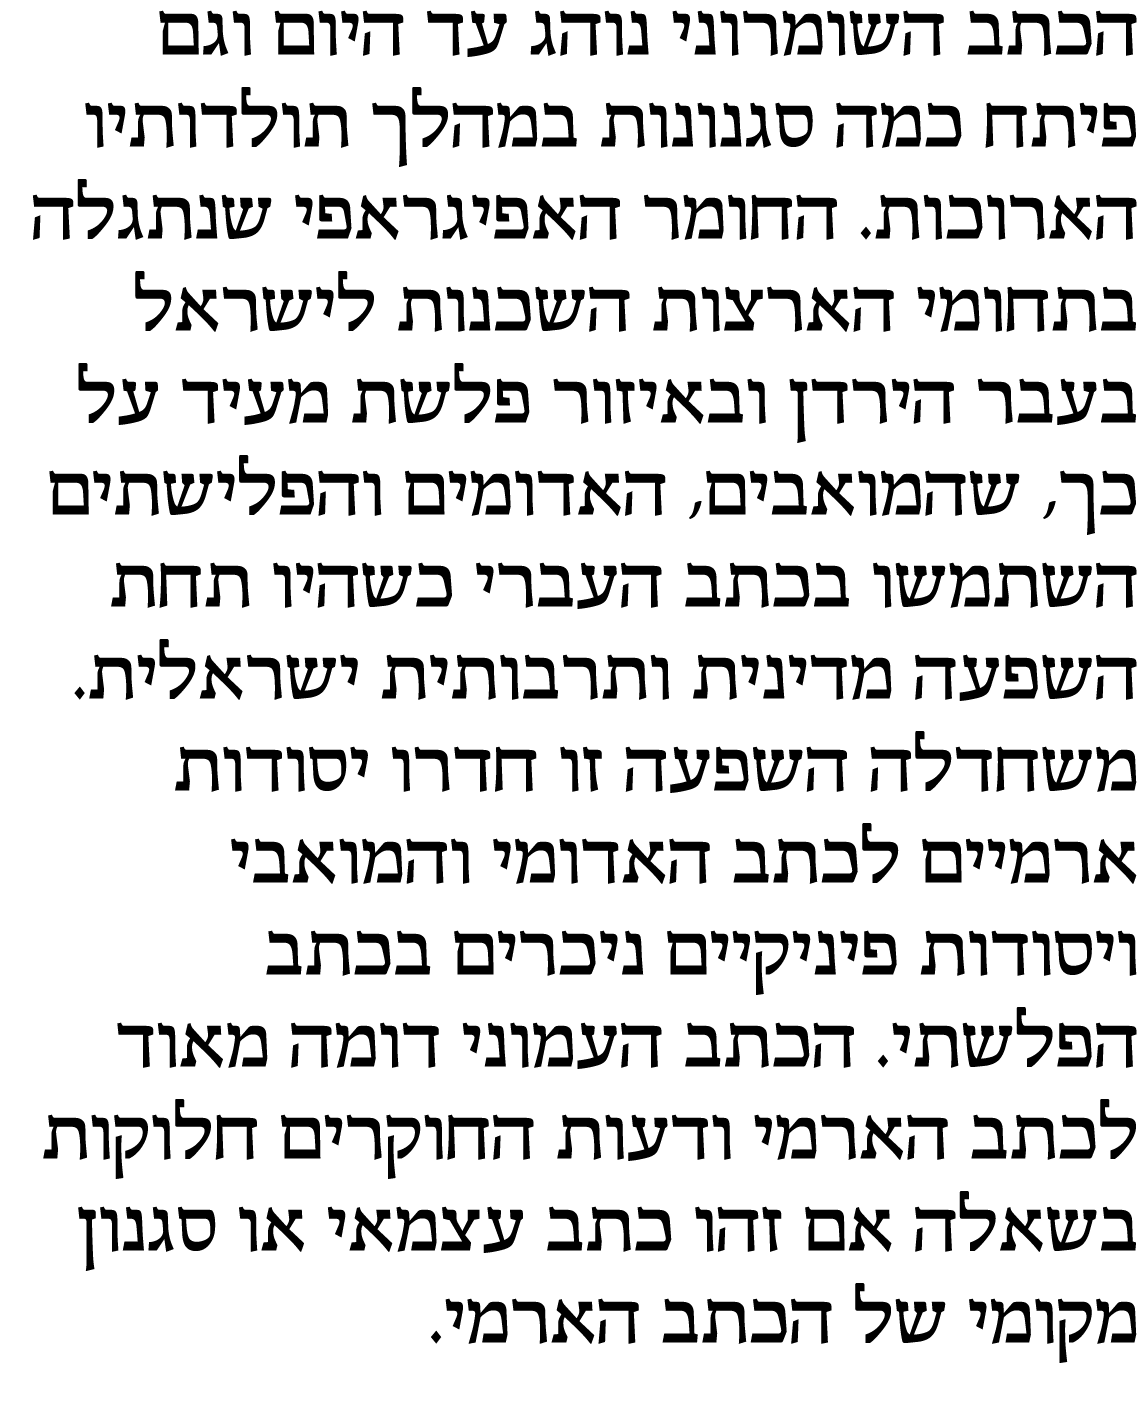 הכתב השומרוני נוהג עד היום וגם
פיתח כמה סגנונות במהלך תולדותיו
הארוכות. החומר האפיגראפי שנתגלה
בתחומי הארצות השכנות לישראל
בעבר הירדן ובאיזור פלשת מעיד על
כך, שהמואבים, האדומים והפלישתים
השתמשו בכתב העברי כשהיו תחת
השפעה מדינית ותרבותית ישראלית.
משחדלה השפעה זו חדרו יסודות
ארמיים לכתב האדומי והמואבי
ויסודות פיניקיים ניכרים בכתב
הפלשתי. הכתב העמוני דומה מאוד
לכתב הארמי ודעות החוקרים חלוקות
בשאלה אם זהו כתב עצמאי או סגנון
מקומי של הכתב הארמי.